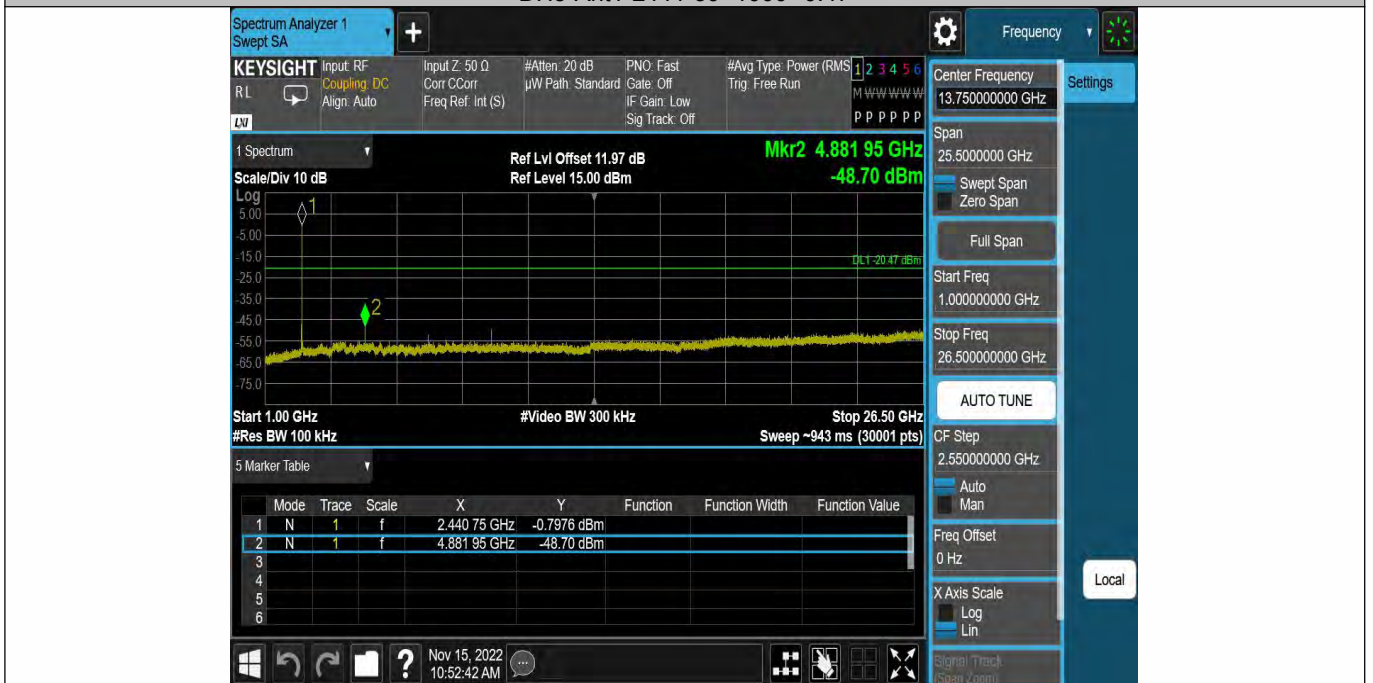 Spectrum Analyzer 1
Swept SA
+
Frequency
KEYSIGHT
RL
LXI
Input: RF
Coupling: DC
Align: Auto
Input Z: 50 Ω
Corr CCorr
Freq Ref: Int (S)
#Atten: 20 dB
µW Path: Standard
PNO: Fast
Gate: Off
IF Gain: Low
Sig Track: Off
#Avg Type: Power (RMS
Trig: Free Run
1 2 3 4 5 6
M W W W W W
P P P P P P
1 Spectrum
Scale/Div 10 dB
Ref Lvl Offset 11.97 dB
Ref Level 15.00 dBm
Mkr2 4.881 95 GHz
-48.70 dBm
Log
5.00
-5.00
-15.0
-25.0
-35.0
-45.0
-55.0
-65.0
-75.0
1
2
DL1 -20.47 dBm
Start 1.00 GHz
#Video BW 300 kHz
Stop 26.50 GHz
#Res BW 100 kHz
Sweep ~943 ms (30001 pts)
5 Marker Table
Mode Trace Scale X Y Function Function Width Function Value
1 N 1 f 2.440 75 GHz -0.7976 dBm
2 N 1 f 4.881 95 GHz -48.70 dBm
3
4
5
6
Nov 15, 2022
10:52:42 AM
?
Center Frequency
13.750000000 GHz
Settings
Span
25.5000000 GHz
Swept Span
Zero Span
Full Span
Start Freq
1.000000000 GHz
Stop Freq
26.500000000 GHz
AUTO TUNE
CF Step
2.550000000 GHz
Auto
Man
Freq Offset
0 Hz
X Axis Scale
Log
Lin
Local
Signal Track
(Span Zoom)